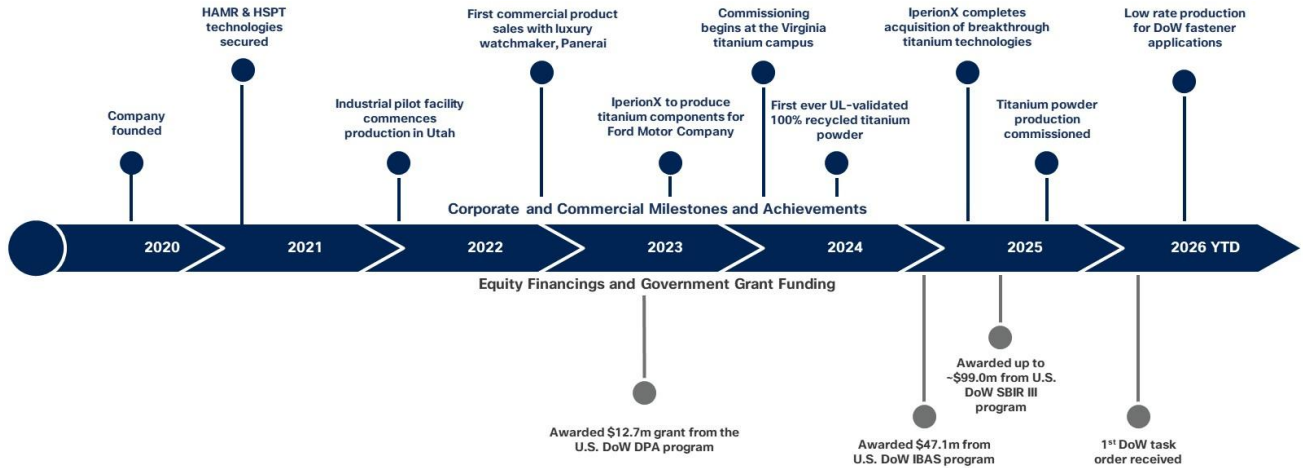 HAMR & HSPT
technologies
secured
First commercial product
sales with luxury
watchmaker, Panerai
Commissioning
begins at the Virginia
titanium campus
IperionX completes
acquisition of breakthrough
titanium technologies
Low rate production
for DoW fastener
applications
Company
founded
Industrial pilot facility
commences
production in Utah
IperionX to produce
titanium components for
Ford Motor Company
First ever UL-validated
100% recycled titanium
powder
Titanium powder
production
commissioned
Corporate and Commercial Milestones and Achievements
2020
2021
2022
2023
2024
2025
2026 YTD
Equity Financings and Government Grant Funding
Awarded $12.7m grant from the
U.S. DoW DPA program
Awarded $47.1m from
U.S. DoW IBAS program
Awarded up to
~$99.0m from U.S.
DoW SBIR III
program
1st DoW task
order received